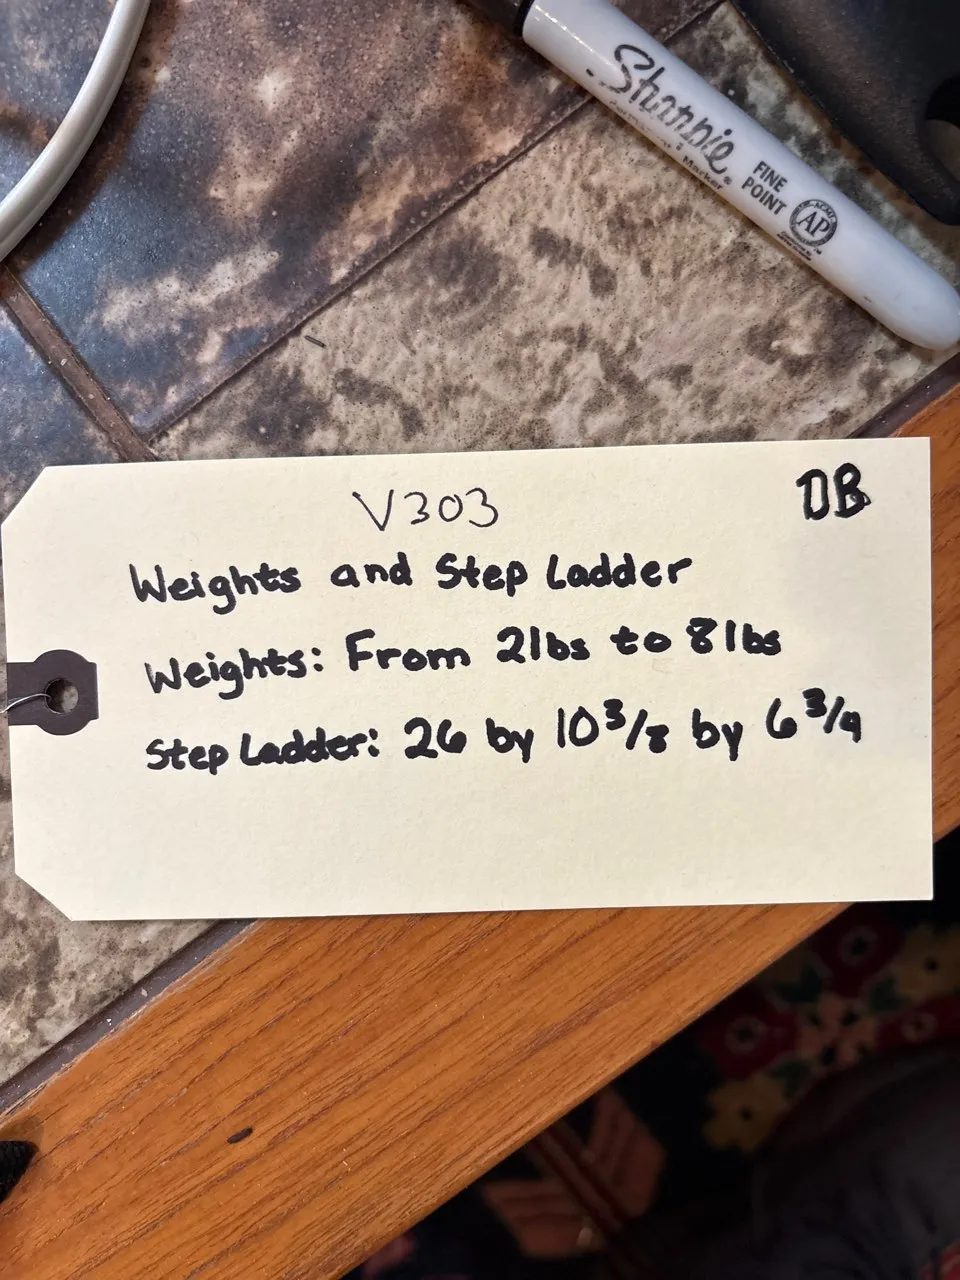 Sharpie
FINE
POINT
AP
V303
DB
Weights and Step Ladder
Weights: From 2lbs to 8lbs
Step Ladder: 26 by 10 3/8 by 6 3/4